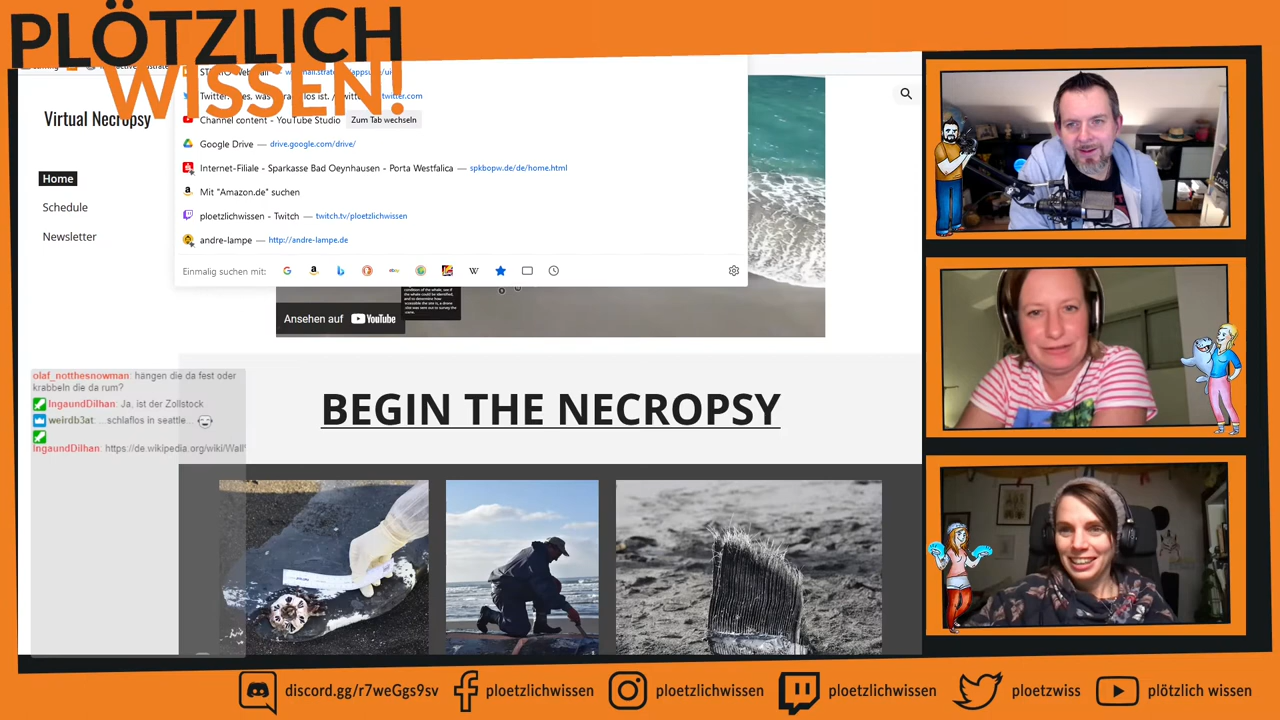 PLÖTZLICH
WISSEN!
Virtual Necropsy
Home
Schedule
Newsletter
Channel content - YouTube Studio Zum Tab wechseln
Google Drive — drive.google.com/drive/
Internet-Filiale - Sparkasse Bad Oeynhausen - Porta Westfalica — spkbopw.de/de/home.html
Mit "Amazon.de" suchen
ploetzlichwissen - Twitch — twitch.tv/ploetzlichwissen
andre-lampe — http://andre-lampe.de
Einmalig suchen mit:
Ansehen auf YouTube
olaf_notthesnowman: hängen die da fest oder
krabbeln die da rum?
IngaundDilhan: Ja, ist der Zollstock
weirdb3at: ...schlaflos in seattle...
IngaundDilhan: https://de.wikipedia.org/wiki/Wall
BEGIN THE NECROPSY
discord.gg/r7weGgs9sv ploetzlichwissen ploetzlichwissen ploetzlichwissen ploetzwiss plötzlich wissen